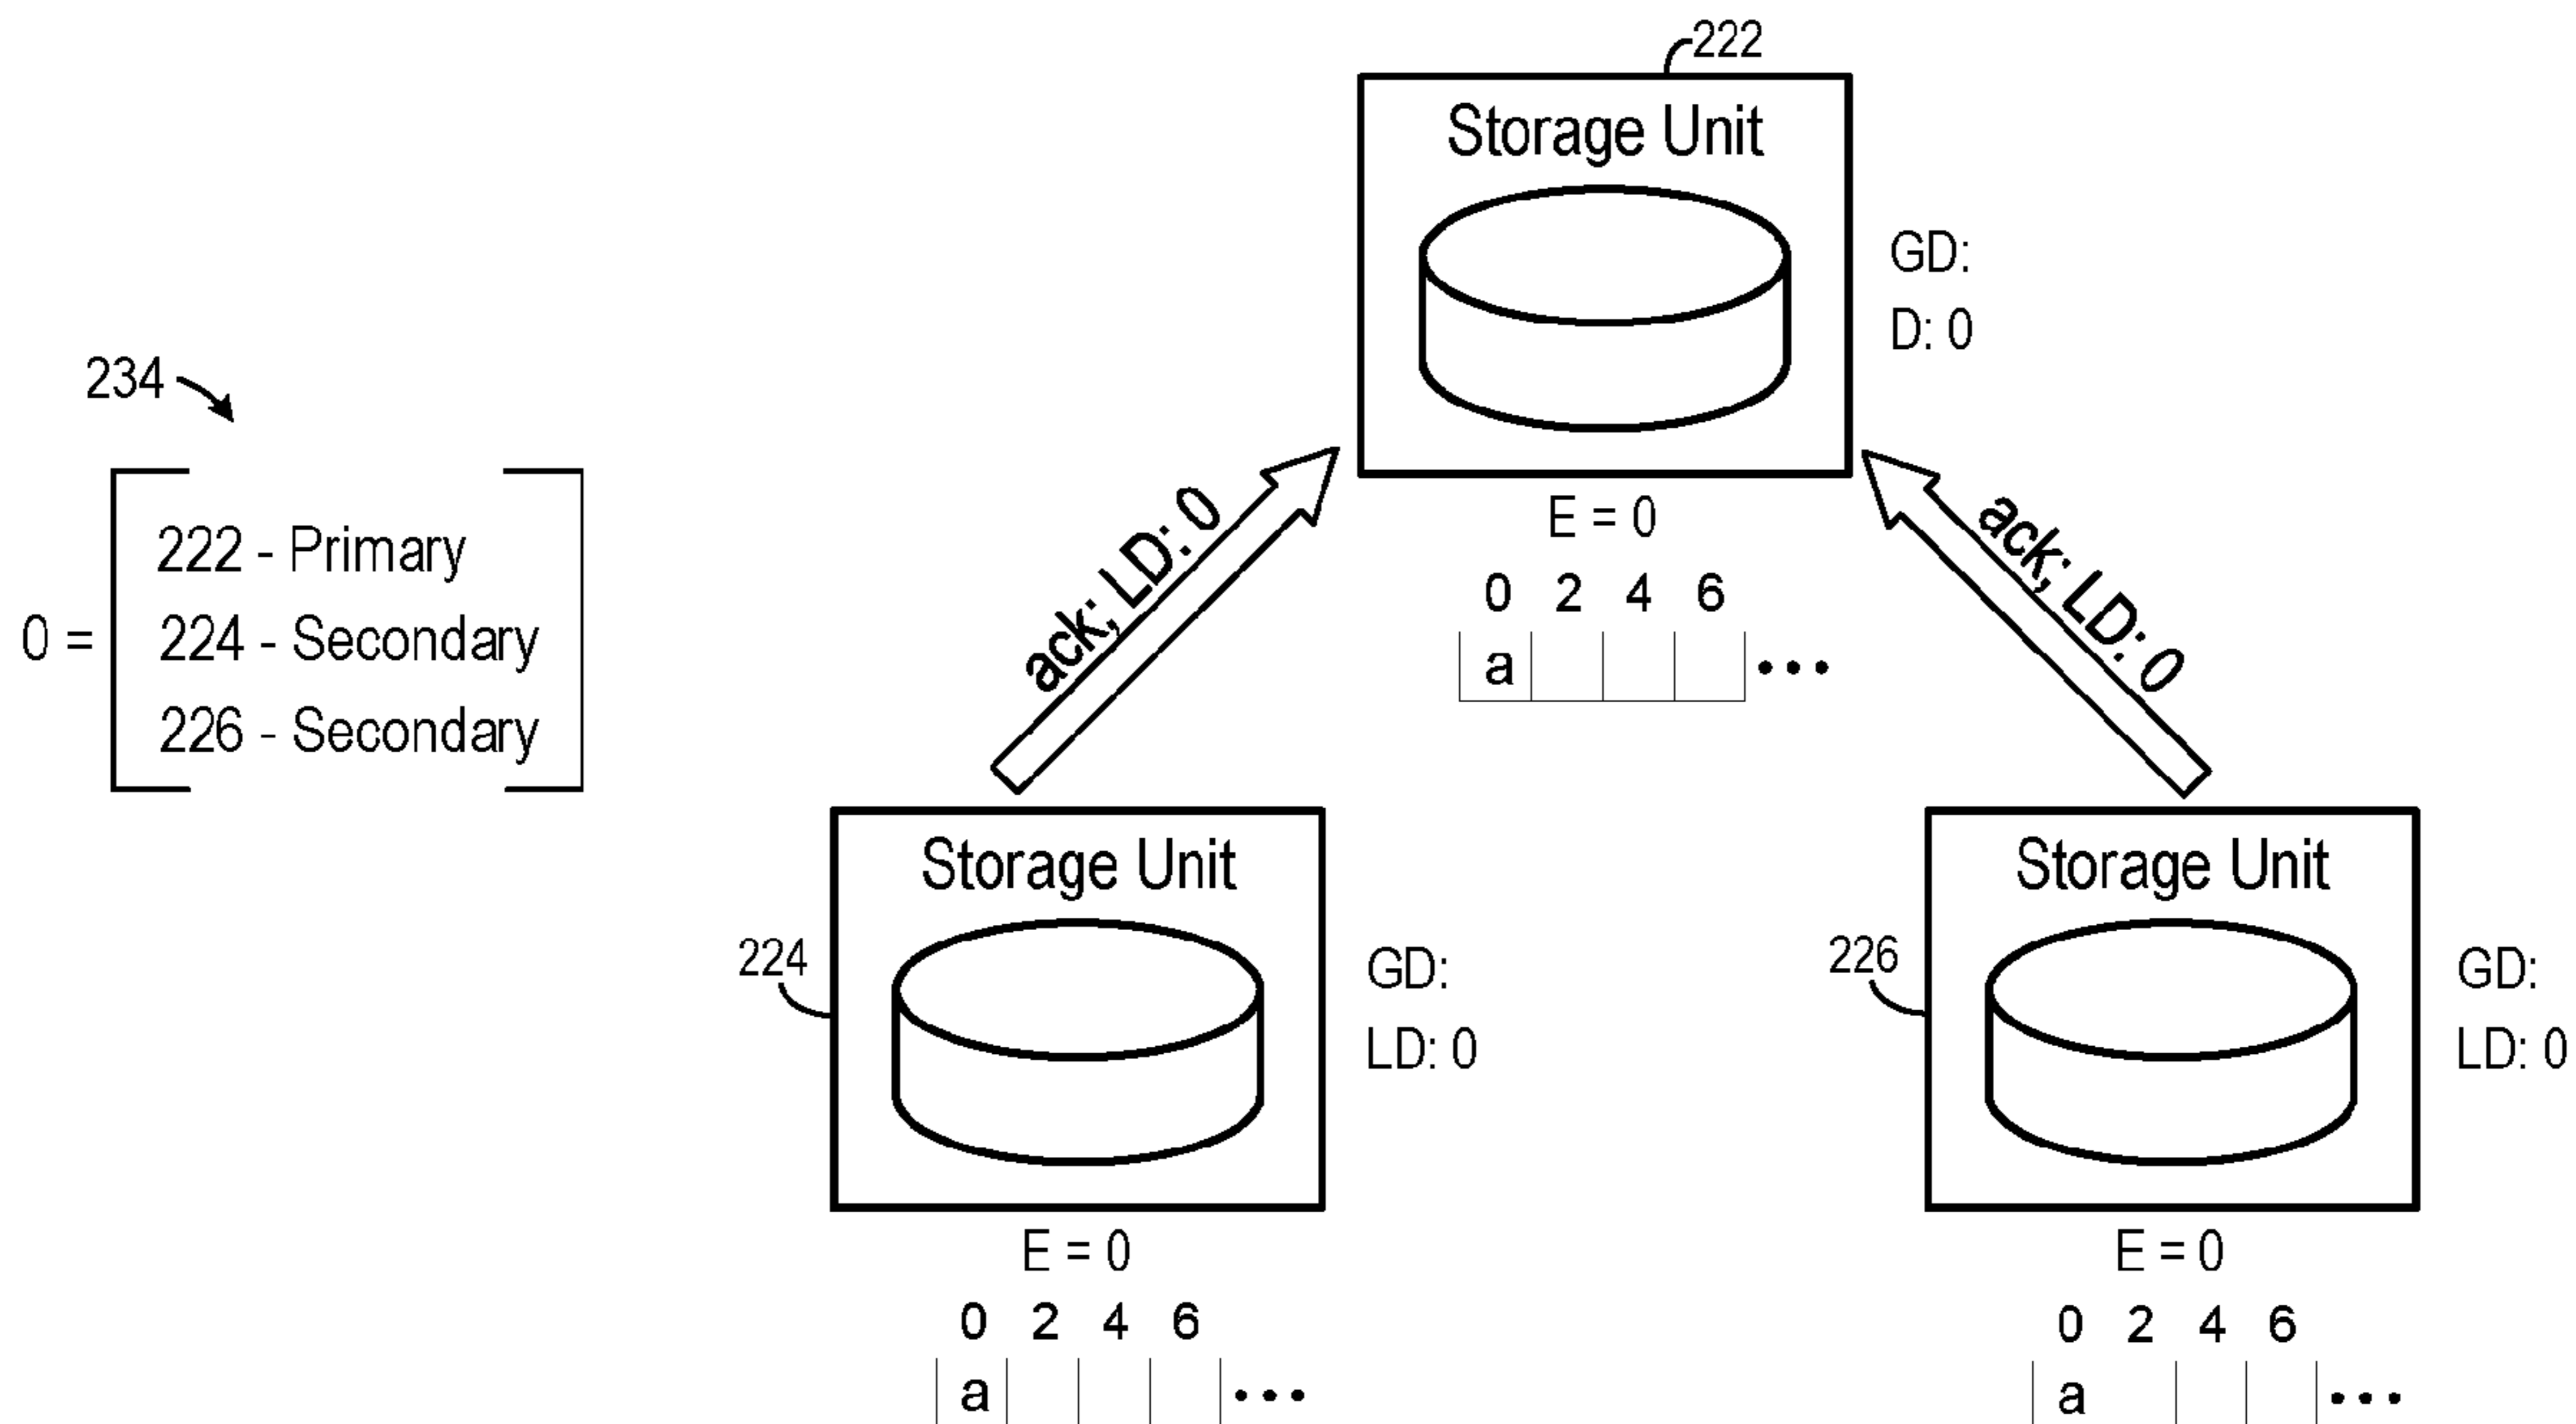 222
Storage Unit
GD:
D: 0
E = 0
0 2 4 6
a •••
234
0 =
222 - Primary
224 - Secondary
226 - Secondary
ack; LD: 0
ack; LD: 0
224
Storage Unit
GD:
LD: 0
E = 0
0 2 4 6
a •••
226
Storage Unit
GD:
LD: 0
E = 0
0 2 4 6
a •••